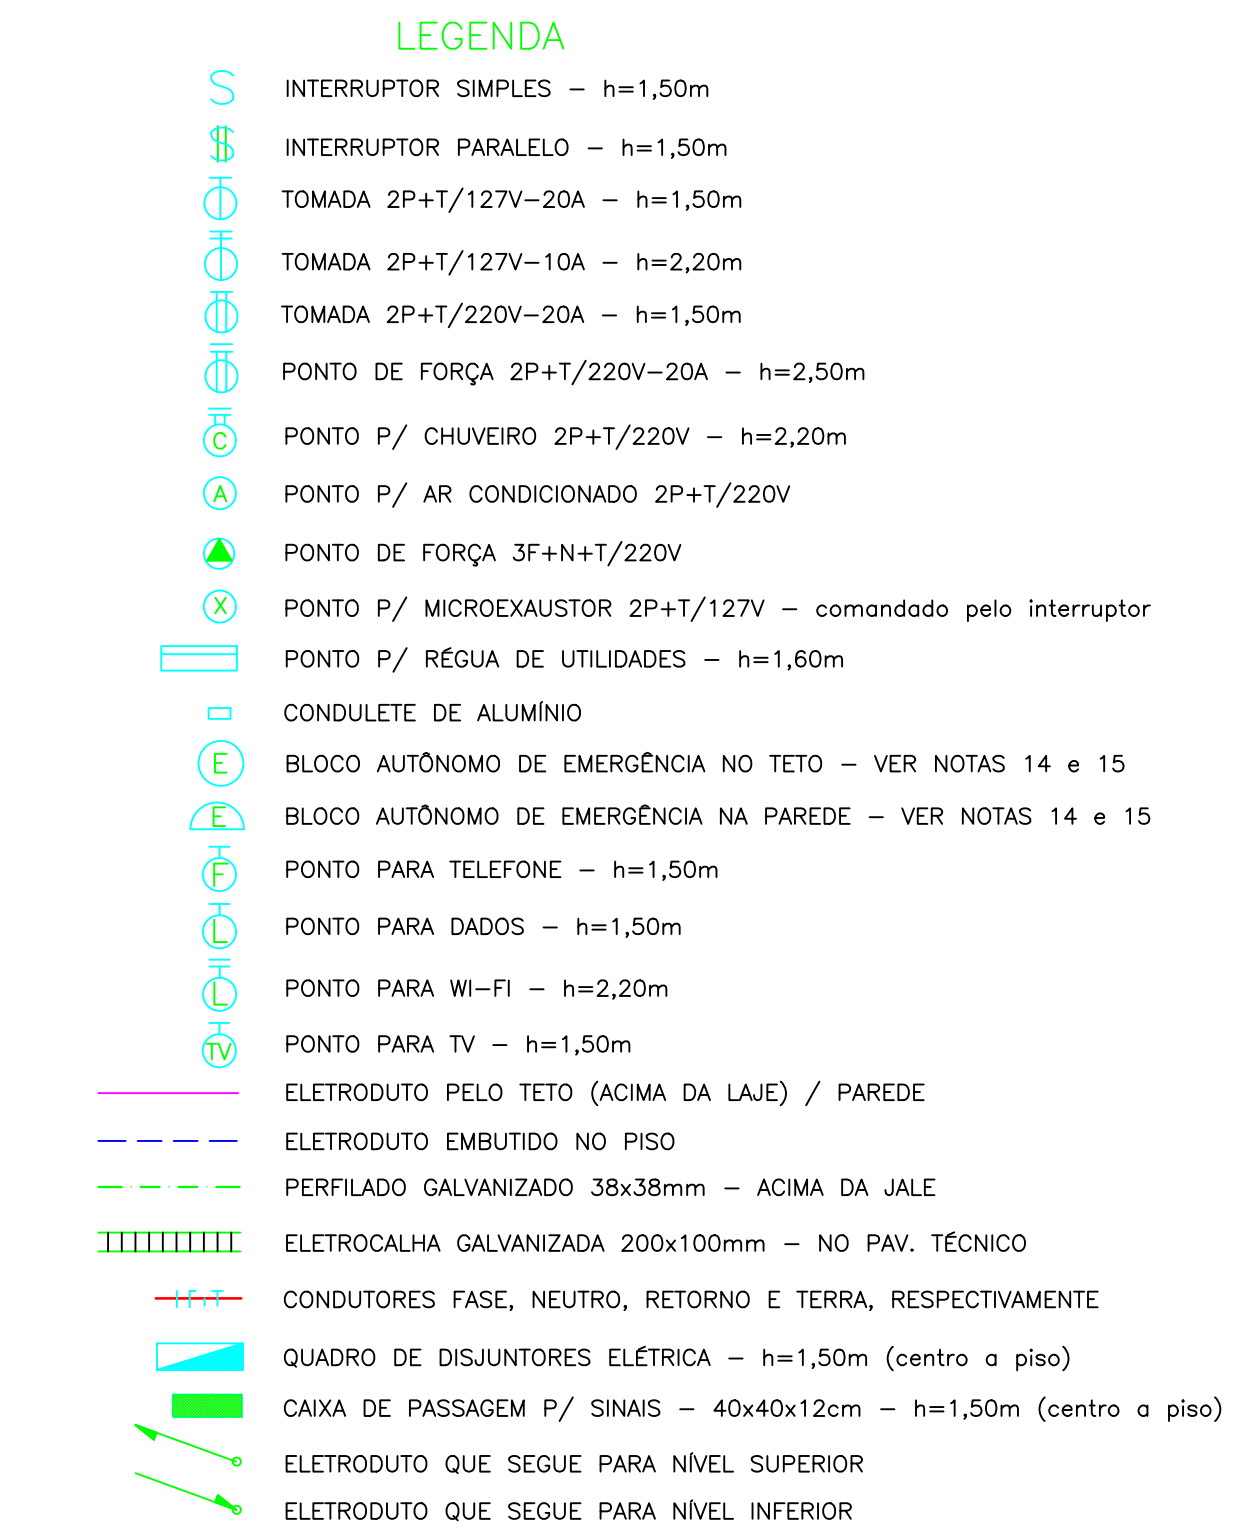 LEGENDA
S INTERRUPTOR SIMPLES – h=1,50m
S INTERRUPTOR PARALELO – h=1,50m
TOMADA 2P+T/127V–20A – h=1,50m
TOMADA 2P+T/127V–10A – h=2,20m
TOMADA 2P+T/220V–20A – h=1,50m
PONTO DE FORÇA 2P+T/220V–20A – h=2,50m
C PONTO P/ CHUVEIRO 2P+T/220V – h=2,20m
A PONTO P/ AR CONDICIONADO 2P+T/220V
PONTO DE FORÇA 3F+N+T/220V
X PONTO P/ MICROEXAUSTOR 2P+T/127V – comandado pelo interruptor
PONTO P/ RÉGUA DE UTILIDADES – h=1,60m
CONDULETE DE ALUMÍNIO
E BLOCO AUTÔNOMO DE EMERGÊNCIA NO TETO – VER NOTAS 14 e 15
E BLOCO AUTÔNOMO DE EMERGÊNCIA NA PAREDE – VER NOTAS 14 e 15
F PONTO PARA TELEFONE – h=1,50m
L PONTO PARA DADOS – h=1,50m
L PONTO PARA WI–FI – h=2,20m
TV PONTO PARA TV – h=1,50m
ELETRODUTO PELO TETO (ACIMA DA LAJE) / PAREDE
ELETRODUTO EMBUTIDO NO PISO
PERFILADO GALVANIZADO 38x38mm – ACIMA DA JALE
ELETROCALHA GALVANIZADA 200x100mm – NO PAV. TÉCNICO
CONDUTORES FASE, NEUTRO, RETORNO E TERRA, RESPECTIVAMENTE
QUADRO DE DISJUNTORES ELÉTRICA – h=1,50m (centro a piso)
CAIXA DE PASSAGEM P/ SINAIS – 40x40x12cm – h=1,50m (centro a piso)
ELETRODUTO QUE SEGUE PARA NÍVEL SUPERIOR
ELETRODUTO QUE SEGUE PARA NÍVEL INFERIOR